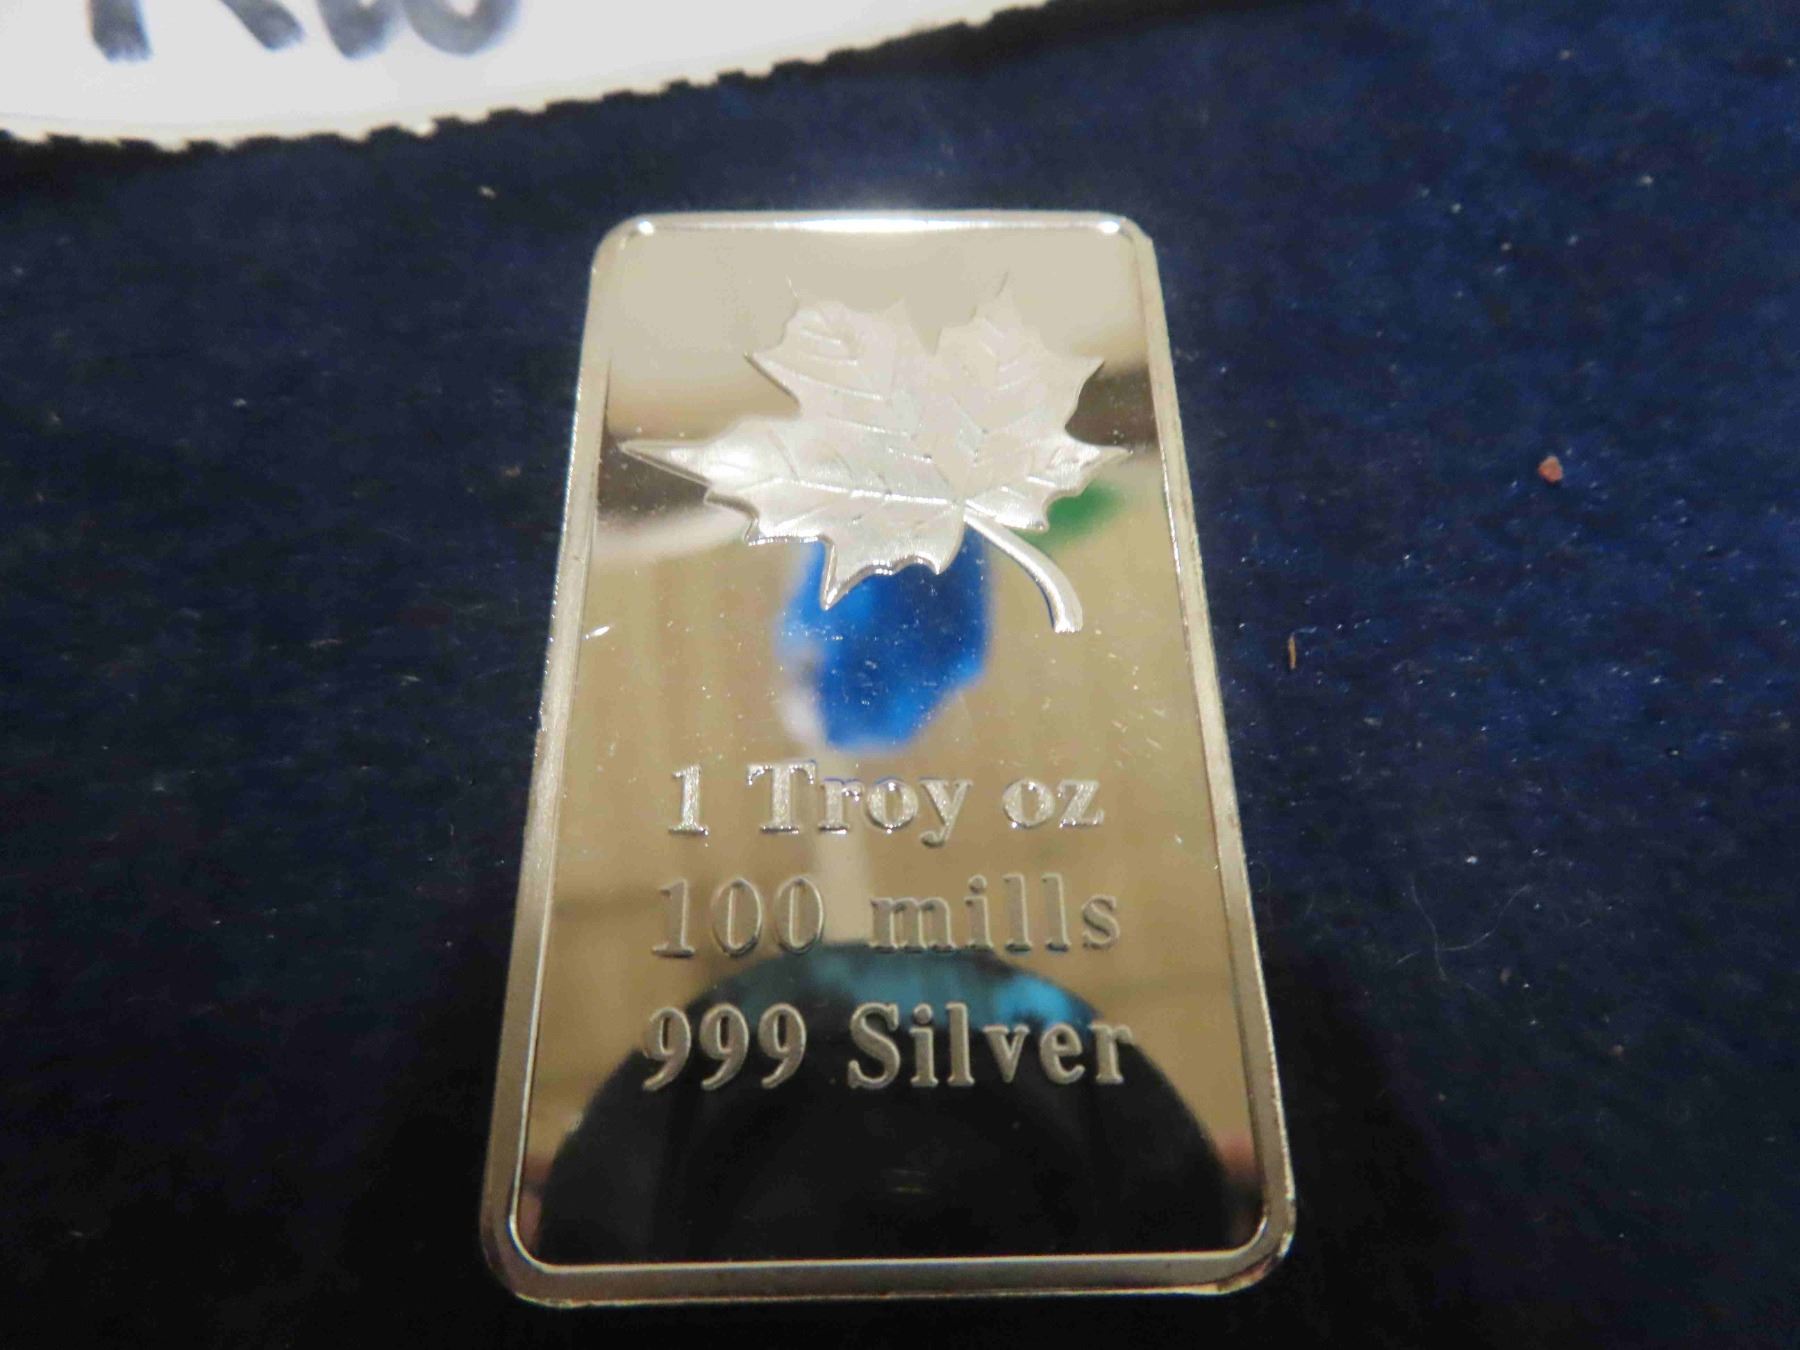 1 Troy oz
100 mills
999 Silver